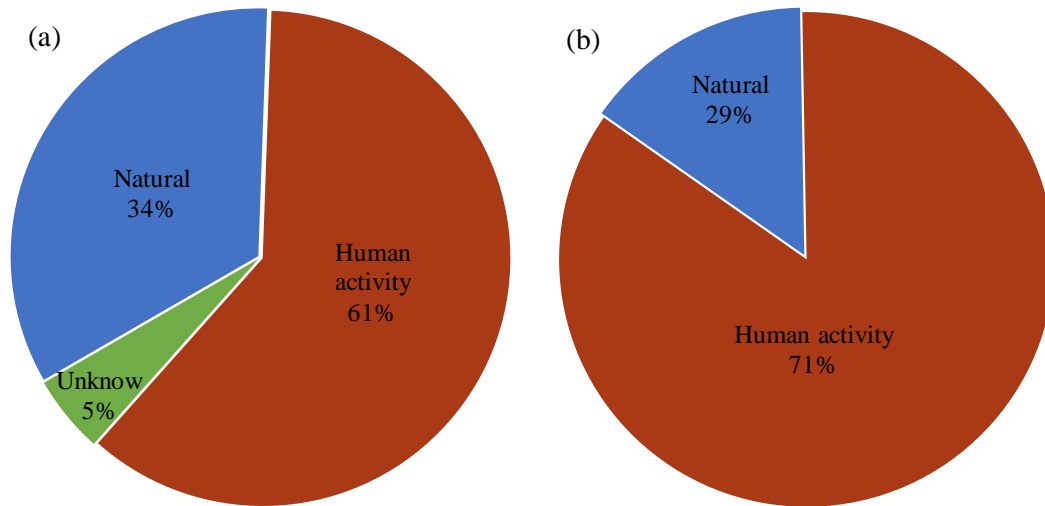 (a)
Natural
34%
Human
activity
61%
Unknow
5%
(b)
Natural
29%
Human activity
71%